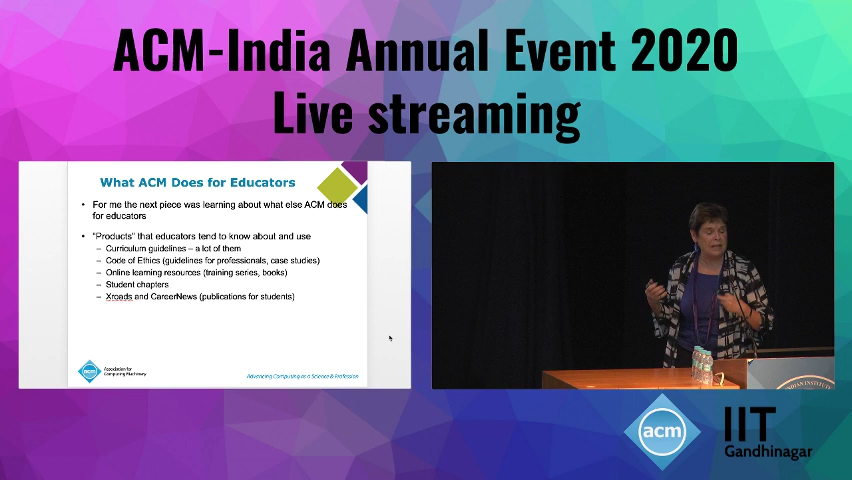 ACM-India Annual Event 2020
Live streaming
What ACM Does for Educators
• For me the next piece was learning about what else ACM does
for educators
• "Products" that educators tend to know about and use
– Curriculum guidelines – a lot of them
– Code of Ethics (guidelines for professionals, case studies)
– Online learning resources (training series, books)
– Student chapters
– Xroads and CareerNews (publications for students)
acm
Association for
Computing Machinery
Advancing Computing as a Science & Profession
INDIAN INSTITUTE
acm
IIT
Gandhinagar